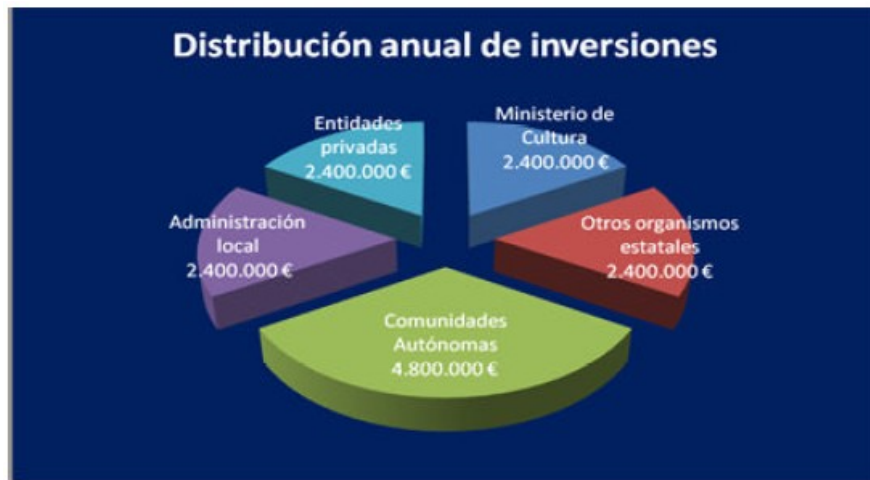 Distribución anual de inversiones
Entidades
privadas
2.400.000 €
Ministerio de
Cultura
2.400.000 €
Administración
local
2.400.000 €
Otros organismos
estatales
2.400.000 €
Comunidades
Autónomas
4.800.000 €